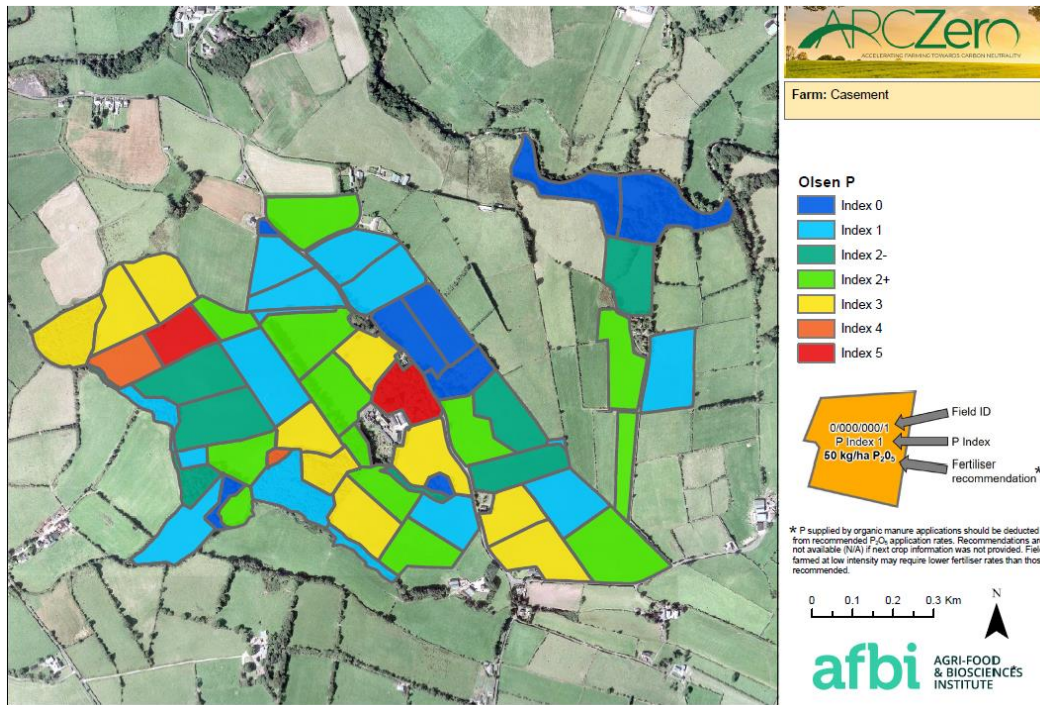 ARCZero
ACCELERATING FARMING TOWARDS CARBON NEUTRALITY
Farm: Casement
Olsen P
Index 0
Index 1
Index 2-
Index 2+
Index 3
Index 4
Index 5
0/000/000/1
P Index 1
50 kg/ha P₂0₅
Field ID
P Index
Fertiliser
recommendation *
* P supplied by organic manure applications should be deducted
from recommended P₂O₅ application rates. Recommendations are
not available (N/A) if next crop information was not provided. Field
farmed at low intensity may require lower fertiliser rates than thos
recommended.
0 0.1 0.2 0.3 Km
N
afbi AGRI-FOOD
& BIOSCIENCES
INSTITUTE